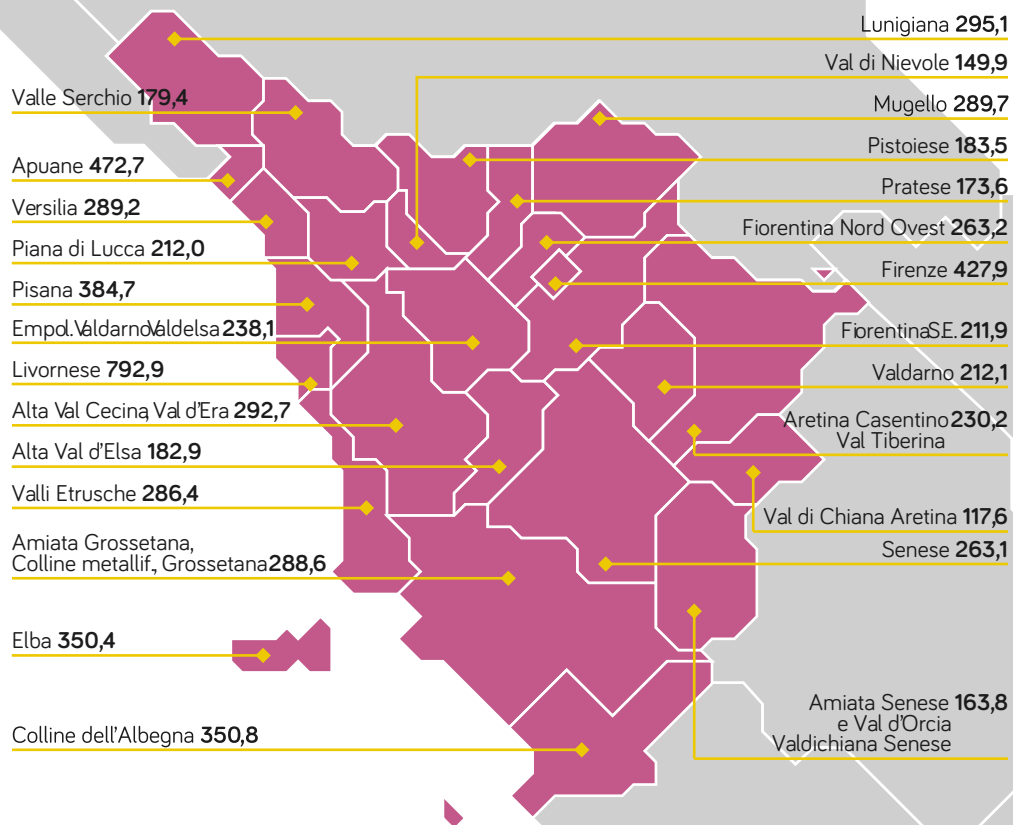 Lunigiana 295,1
Val di Nievole 149,9
Valle Serchio 179,4
Mugello 289,7
Pistoiese 183,5
Apuane 472,7
Pratese 173,6
Versilia 289,2
Fiorentina Nord Ovest 263,2
Piana di Lucca 212,0
Firenze 427,9
Pisana 384,7
Empol.ValdarnoValdelsa 238,1
FiorentinaS.E. 211,9
Livornese 792,9
Valdarno 212,1
Alta Val Cecina, Val d'Era 292,7
Aretina Casentino 230,2
Val Tiberina
Alta Val d'Elsa 182,9
Valli Etrusche 286,4
Val di Chiana Aretina 117,6
Amiata Grossetana,
Colline metallif., Grossetana 288,6
Senese 263,1
Elba 350,4
Amiata Senese 163,8
e Val d'Orcia
Valdichiana Senese
Colline dell'Albegna 350,8